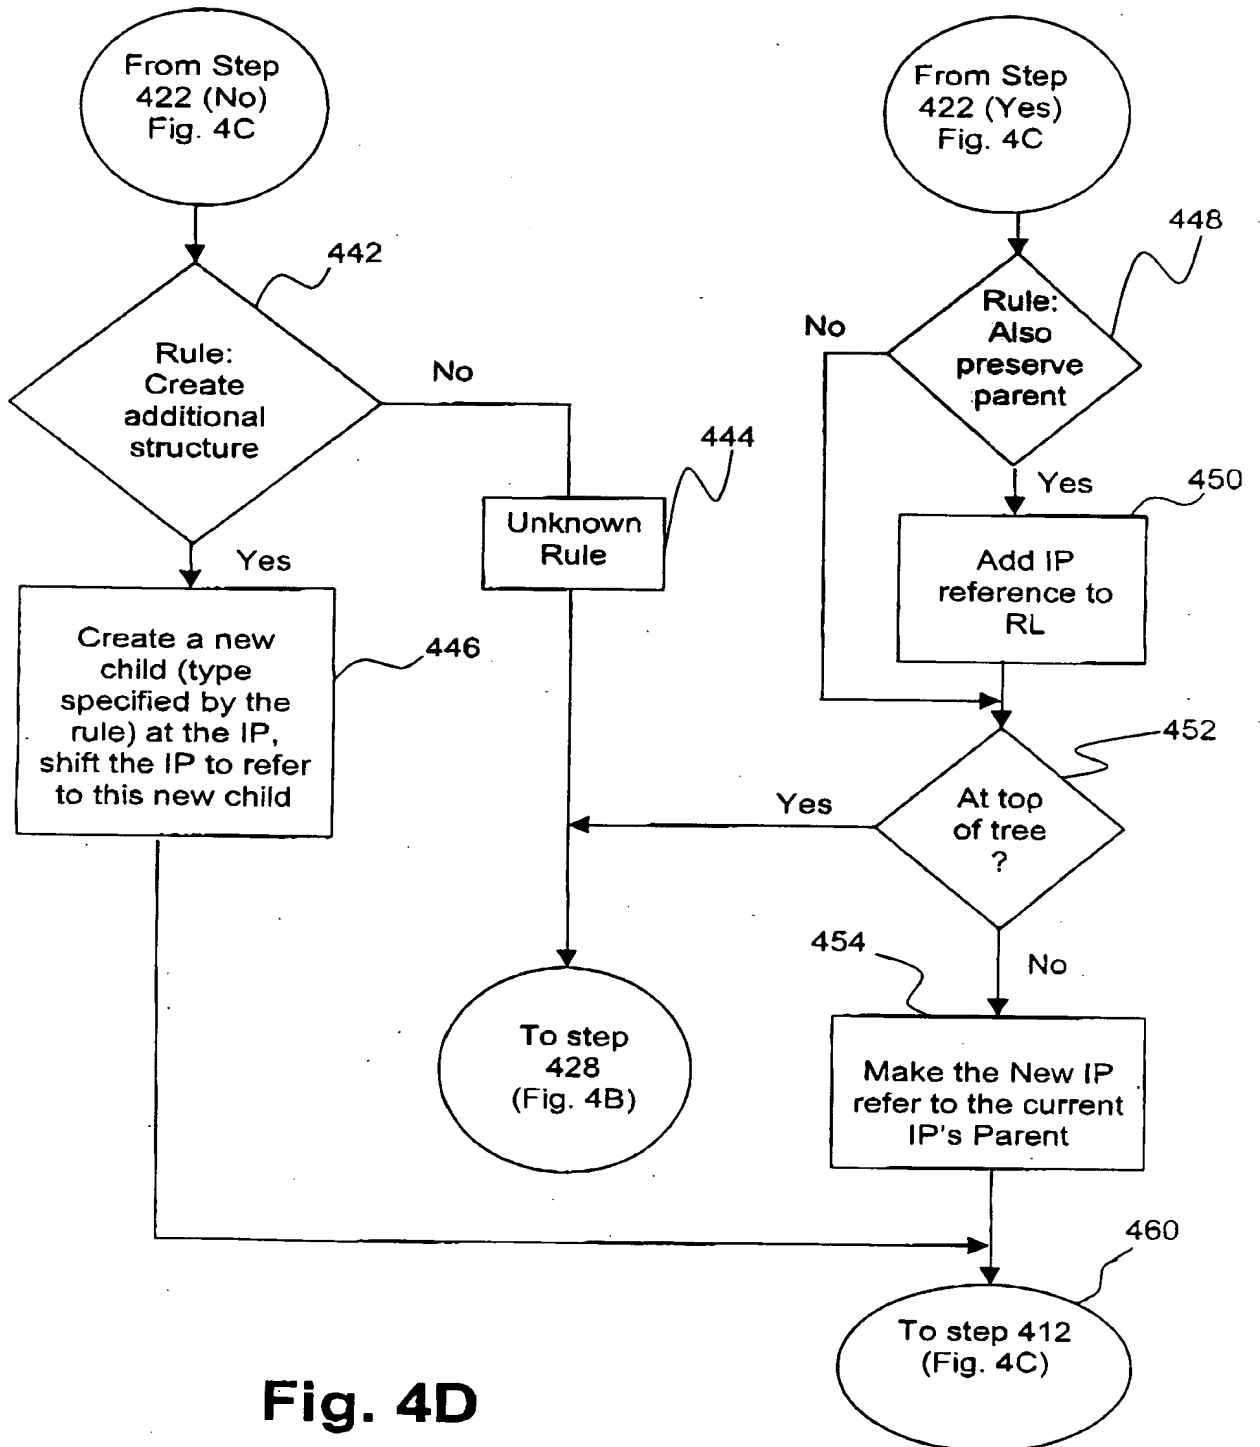 From Step
422 (No)
Fig. 4C
From Step
422 (Yes)
Fig. 4C
442
448
Rule:
Create
additional
structure
No
No
Rule:
Also
preserve
parent
444
Yes
450
Unknown
Rule
Yes
Add IP
reference to
RL
Create a new
child (type
specified by the
rule) at the IP,
shift the IP to refer
to this new child
446
452
Yes
At top
of tree
?
454
No
To step
428
(Fig. 4B)
Make the New IP
refer to the current
IP's Parent
460
To step 412
(Fig. 4C)
Fig. 4D